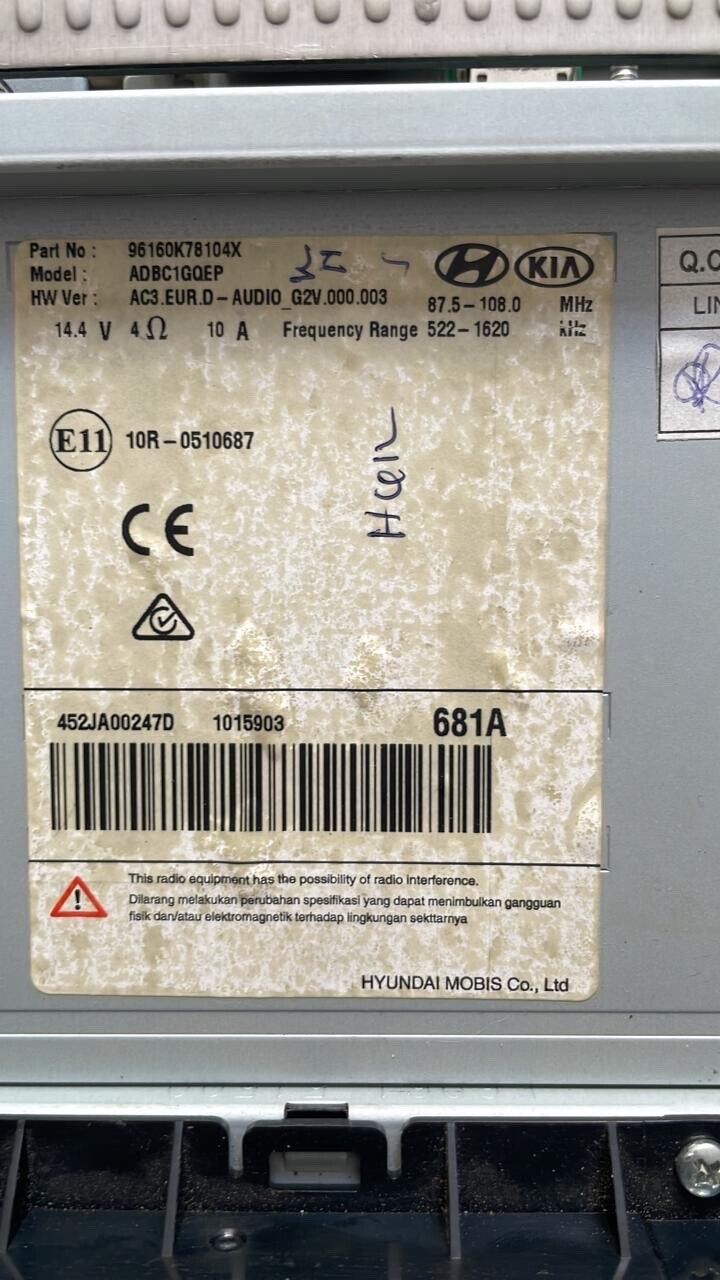 Part No : 96160K78104X
Model : ADBC1GQEP
HW Ver : AC3.EUR.D-AUDIO_G2V.000.003
KIA
87.5-108.0 MHz
14.4 V 4Ω 10 A Frequency Range 522-1620 kHz
Q.C
LIN
E11 10R-0510687
CE
452JA00247D 1015903 681A
This radio equipment has the possibility of radio interference.
Dilarang melakukan perubahan spesifikasi yang dapat menimbulkan gangguan
fisik dan/atau elektromagnetik terhadap lingkungan sekttarnya
HYUNDAI MOBIS Co., Ltd